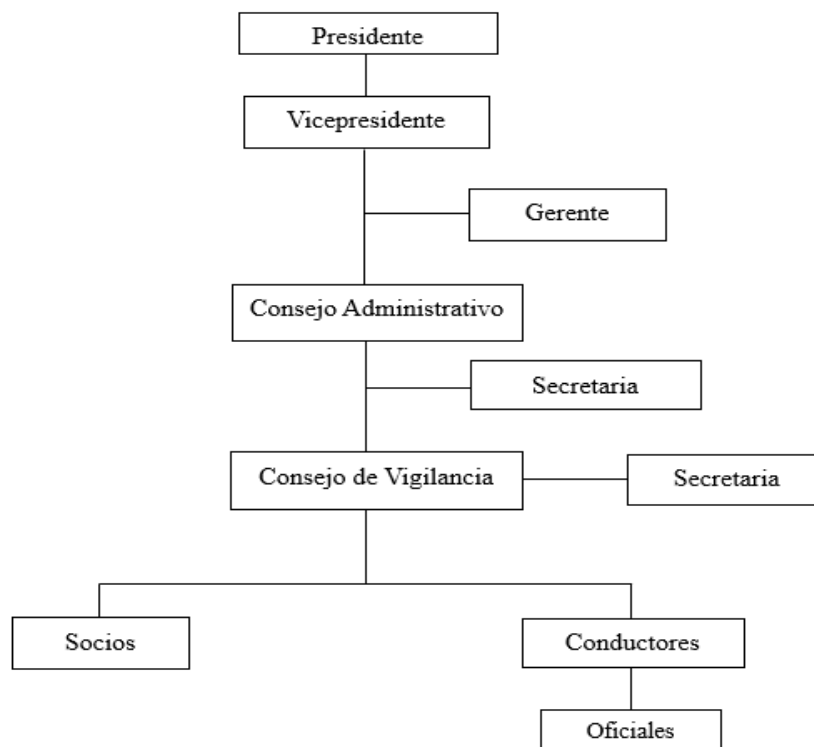 Presidente
Vicepresidente
Gerente
Consejo Administrativo
Secretaria
Consejo de Vigilancia
Secretaria
Socios
Conductores
Oficiales